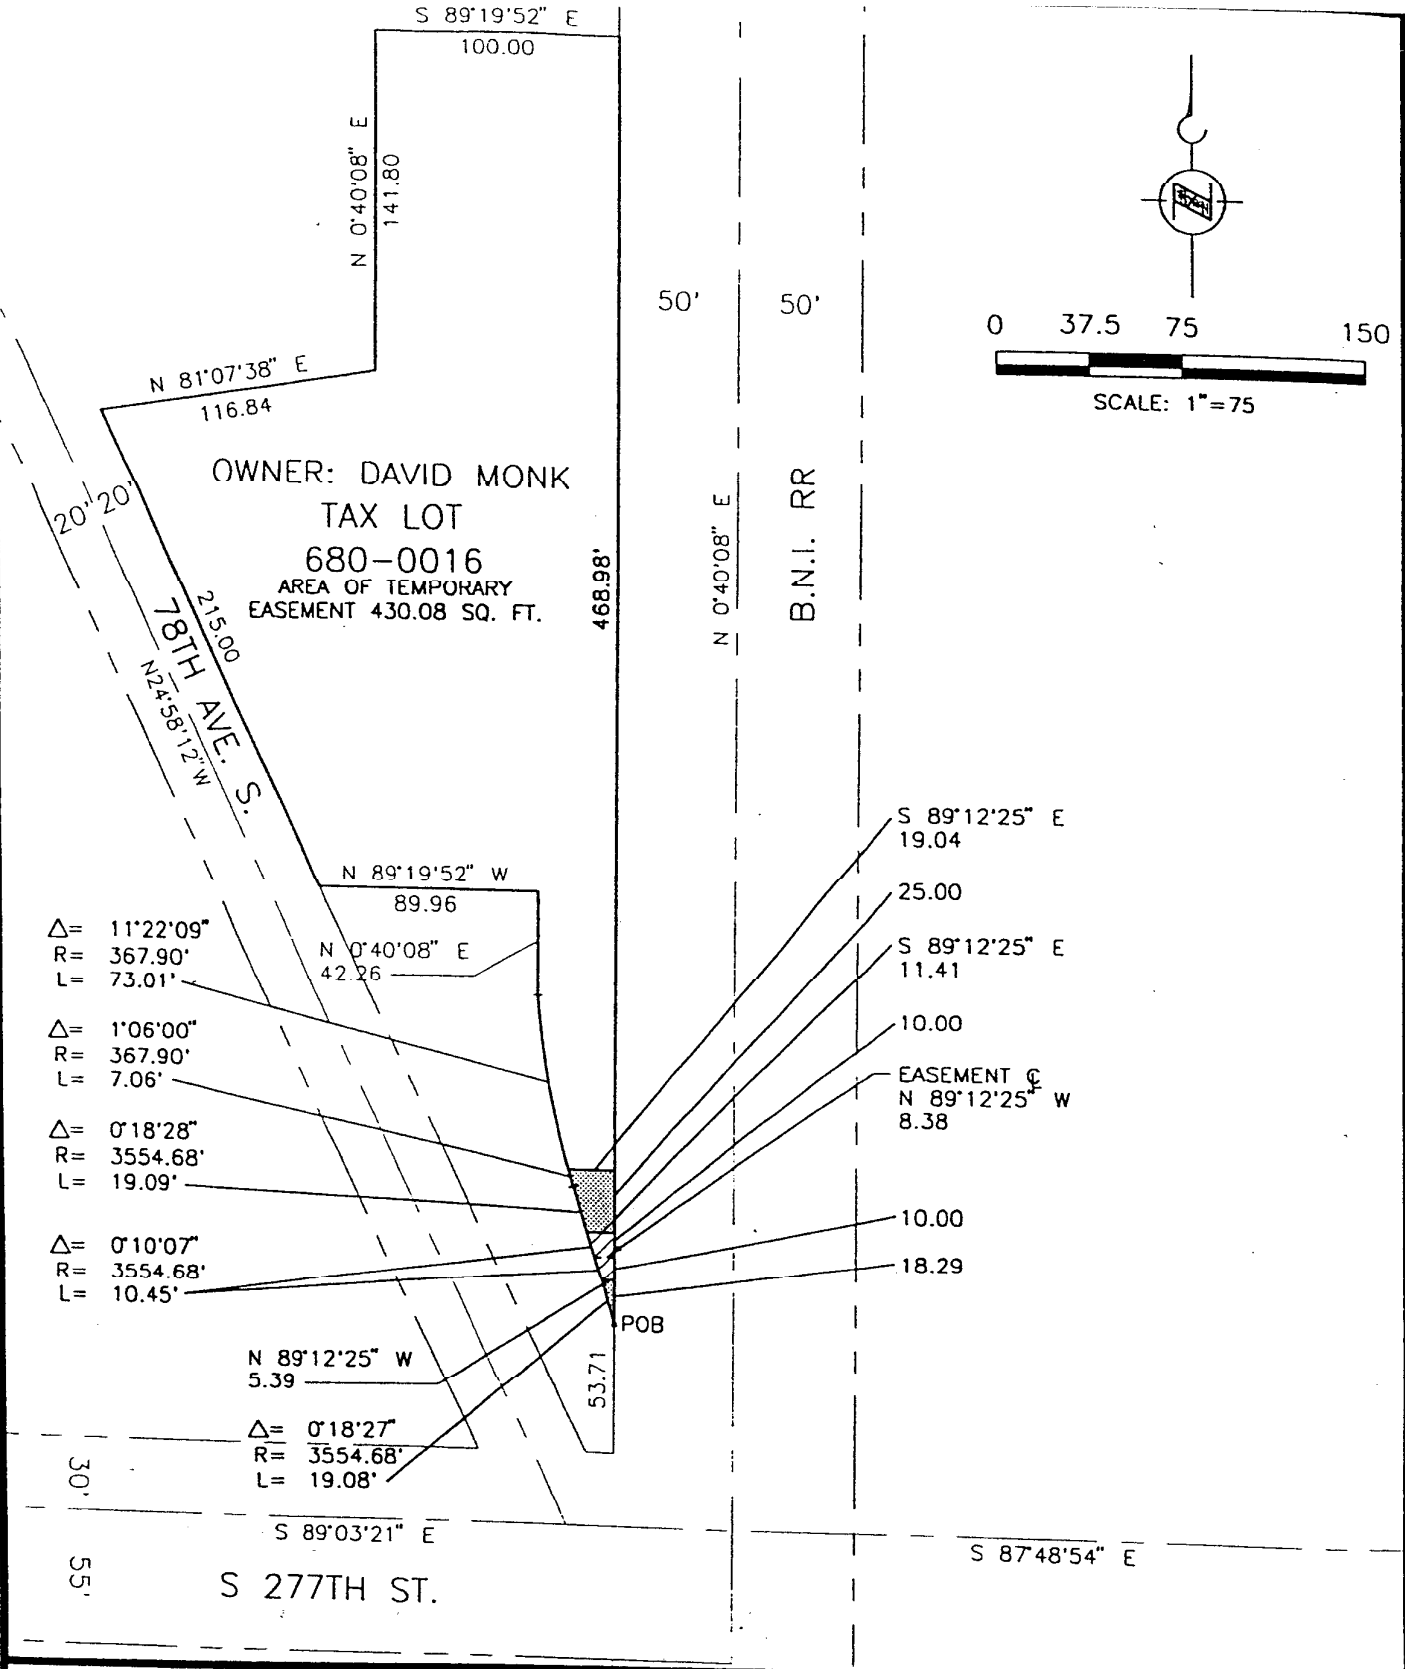 S 89°19'52" E
100.00
N 0°40'08" E
141.80
50'
50'
0 37.5 75 150
SCALE: 1"=75
N 81°07'38" E
116.84
OWNER: DAVID MONK
TAX LOT
680-0016
AREA OF TEMPORARY
EASEMENT 430.08 SQ. FT.
20' 20'
215.00
78TH AVE. S.
N24°58'12"W
468.98'
N 0°40'08" E
B.N.I. RR
S 89°12'25" E
19.04
25.00
S 89°12'25" E
11.41
10.00
EASEMENT ℄
N 89°12'25" W
8.38
10.00
18.29
N 89°19'52" W
89.96
N 0°40'08" E
42.26
Δ= 11°22'09"
R= 367.90'
L= 73.01'
Δ= 1°06'00"
R= 367.90'
L= 7.06'
Δ= 0°18'28"
R= 3554.68'
L= 19.09'
Δ= 0°10'07"
R= 3554.68'
L= 10.45'
POB
53.71
N 89°12'25" W
5.39
Δ= 0°18'27"
R= 3554.68'
L= 19.08'
30'
S 89°03'21" E
S 87°48'54" E
55'
S 277TH ST.